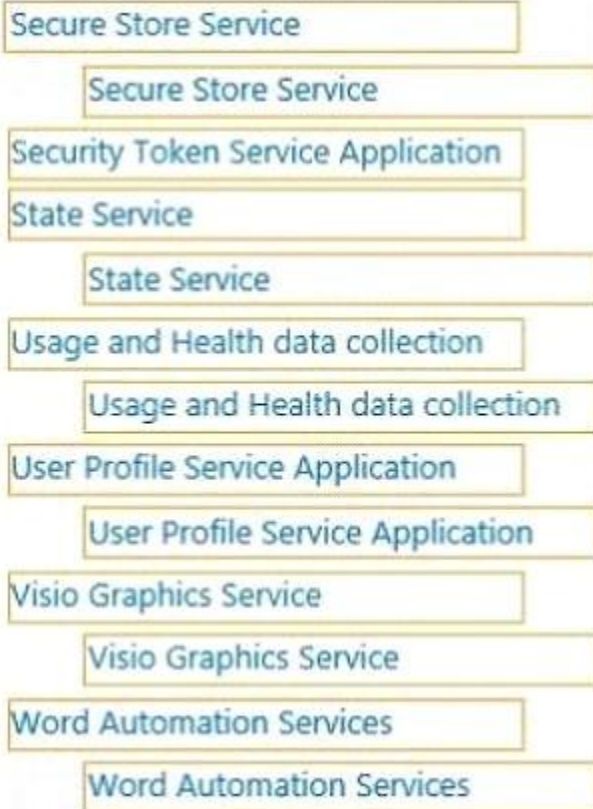 Secure Store Service
Secure Store Service
Security Token Service Application
State Service
State Service
Usage and Health data collection
Usage and Health data collection
User Profile Service Application
User Profile Service Application
Visio Graphics Service
Visio Graphics Service
Word Automation Services
Word Automation Services